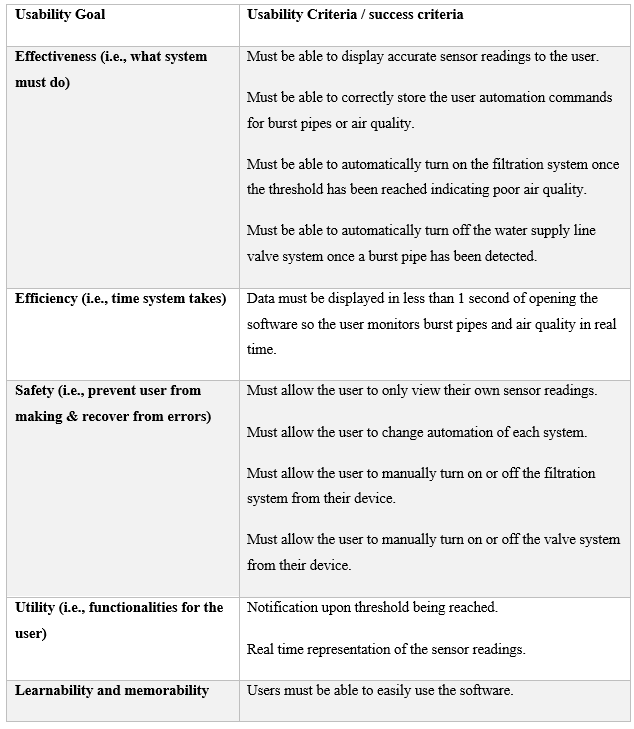 Usability Goal
Usability Criteria / success criteria
Effectiveness (i.e., what system
must do)
Must be able to display accurate sensor readings to the user.
Must be able to correctly store the user automation commands
for burst pipes or air quality.
Must be able to automatically turn on the filtration system once
the threshold has been reached indicating poor air quality.
Must be able to automatically turn off the water supply line
valve system once a burst pipe has been detected.
Efficiency (i.e., time system takes)
Data must be displayed in less than 1 second of opening the
software so the user monitors burst pipes and air quality in real
time.
Safety (i.e., prevent user from
making & recover from errors)
Must allow the user to only view their own sensor readings.
Must allow the user to change automation of each system.
Must allow the user to manually turn on or off the filtration
system from their device.
Must allow the user to manually turn on or off the valve system
from their device.
Utility (i.e., functionalities for the
user)
Notification upon threshold being reached.
Real time representation of the sensor readings.
Learnability and memorability
Users must be able to easily use the software.